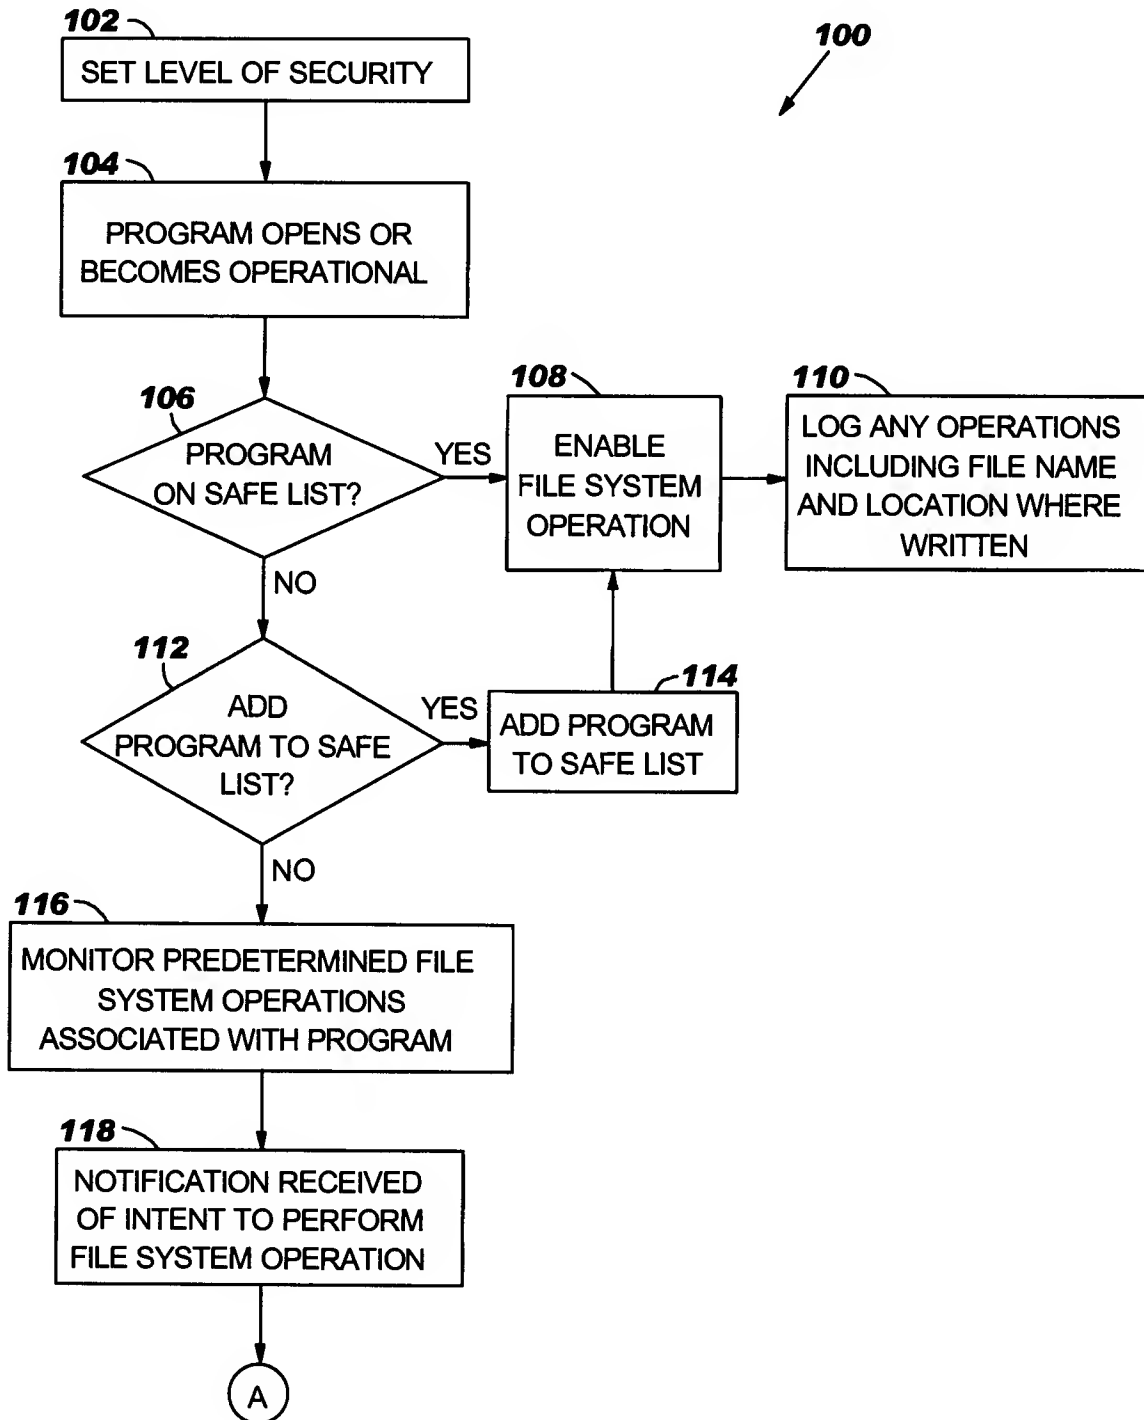 102
SET LEVEL OF SECURITY
100
104
PROGRAM OPENS OR
BECOMES OPERATIONAL
106
PROGRAM
ON SAFE LIST?
YES
NO
108
ENABLE
FILE SYSTEM
OPERATION
110
LOG ANY OPERATIONS
INCLUDING FILE NAME
AND LOCATION WHERE
WRITTEN
112
ADD
PROGRAM TO SAFE
LIST?
YES
NO
114
ADD PROGRAM
TO SAFE LIST
116
MONITOR PREDETERMINED FILE
SYSTEM OPERATIONS
ASSOCIATED WITH PROGRAM
118
NOTIFICATION RECEIVED
OF INTENT TO PERFORM
FILE SYSTEM OPERATION
A